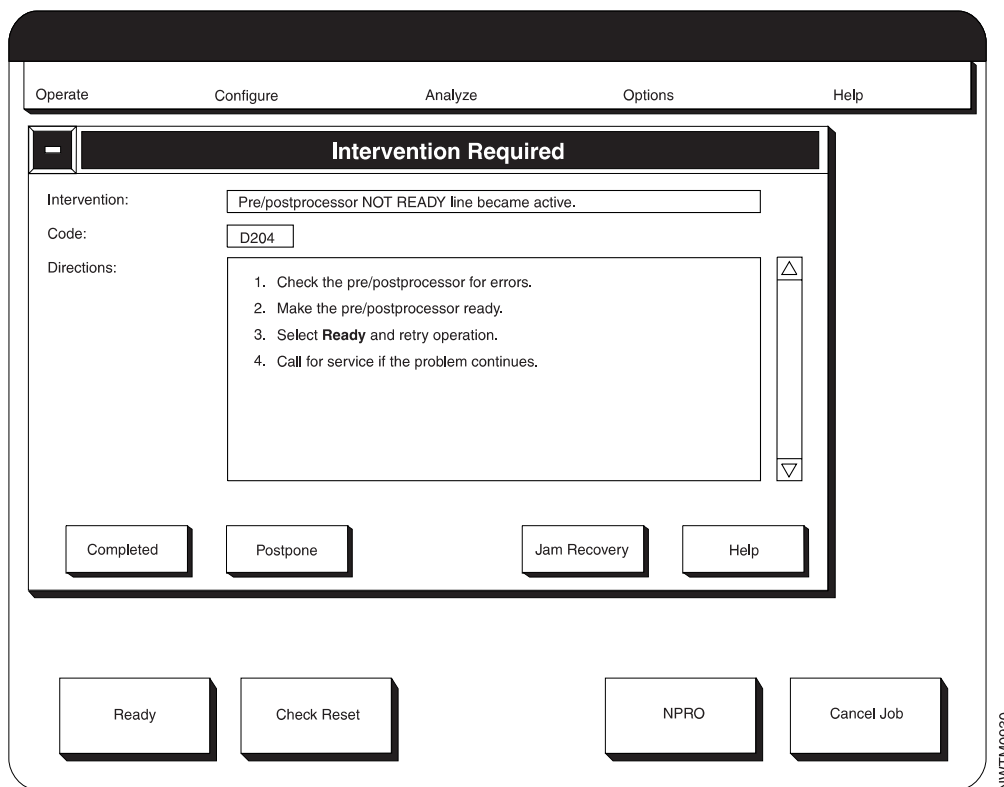 Operate Configure Analyze Options Help
Intervention Required
Intervention: Pre/postprocessor NOT READY line became active.
Code: D204
Directions:
1. Check the pre/postprocessor for errors.
2. Make the pre/postprocessor ready.
3. Select Ready and retry operation.
4. Call for service if the problem continues.
Completed Postpone Jam Recovery Help
Ready Check Reset NPRO Cancel Job